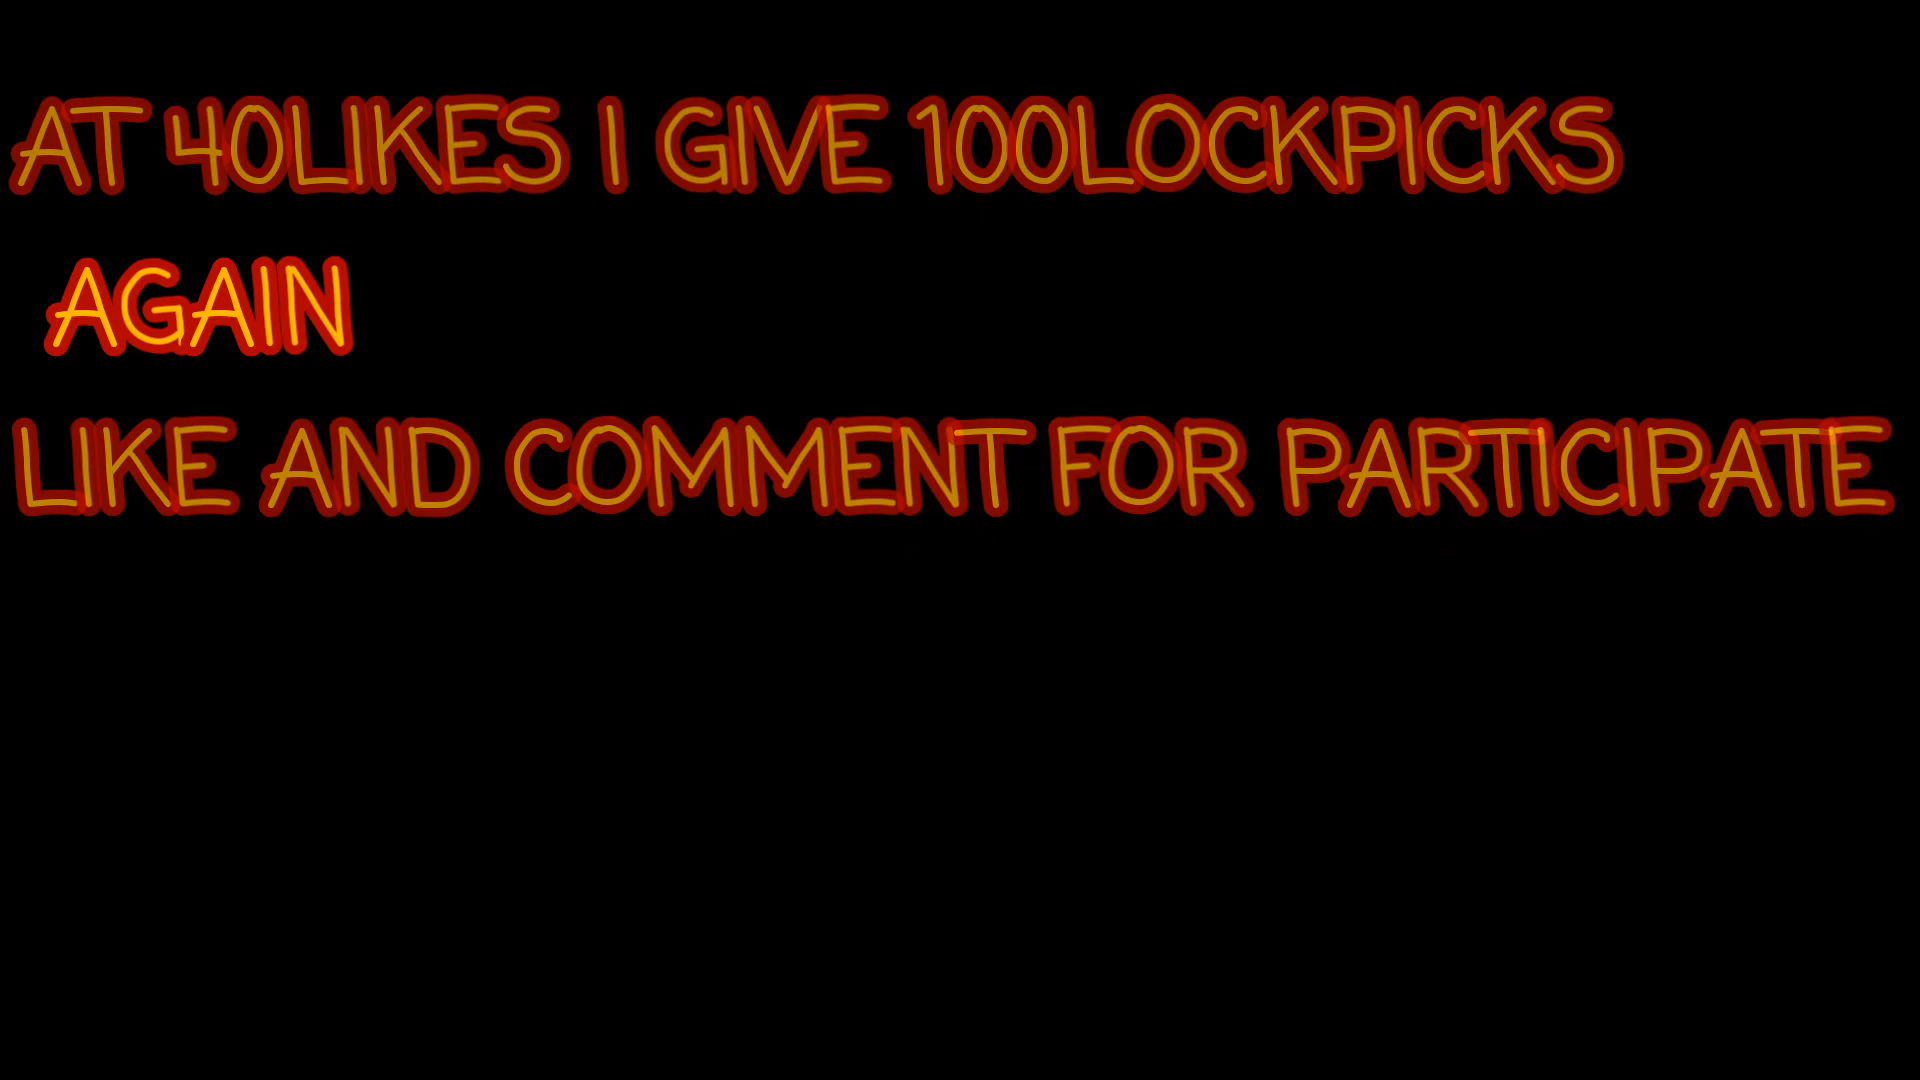 AT 40LIKES I GIVE 100LOCKPICKS
AGAIN
LIKE AND COMMENT FOR PARTICIPATE